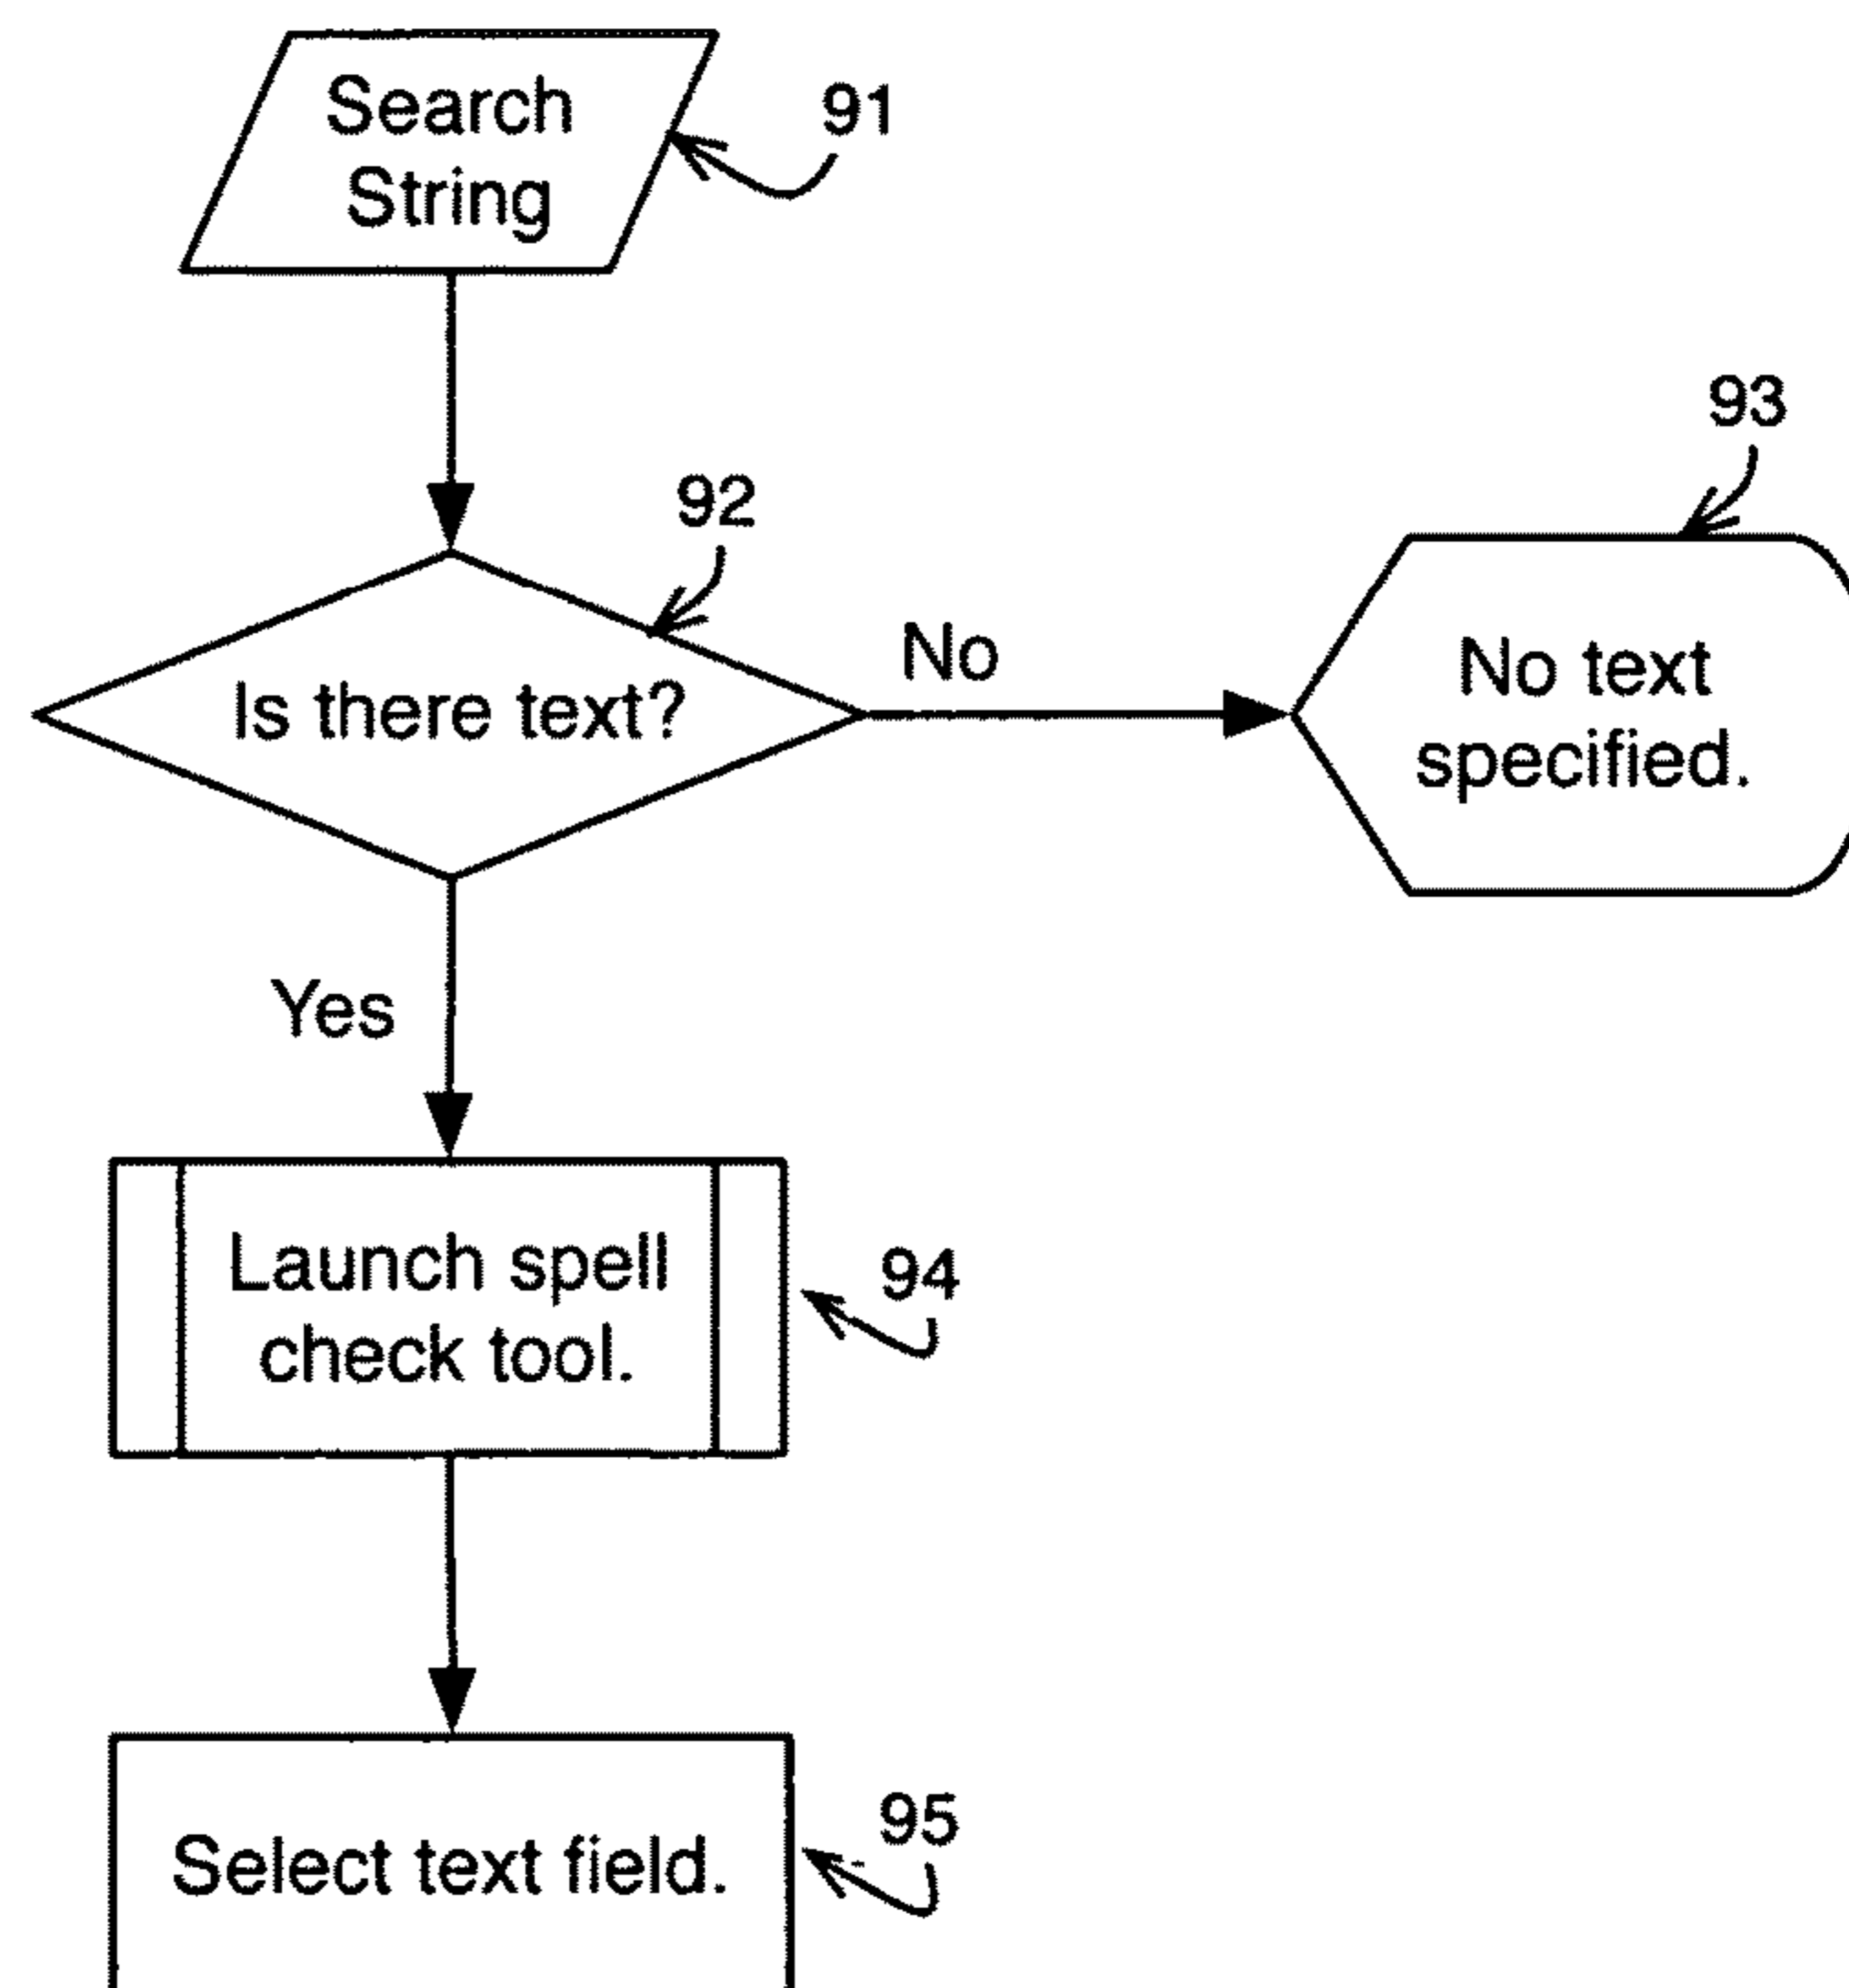 Search
String
91
92
93
Is there text?
No
No text
specified.
Yes
Launch spell
check tool.
94
Select text field.
95